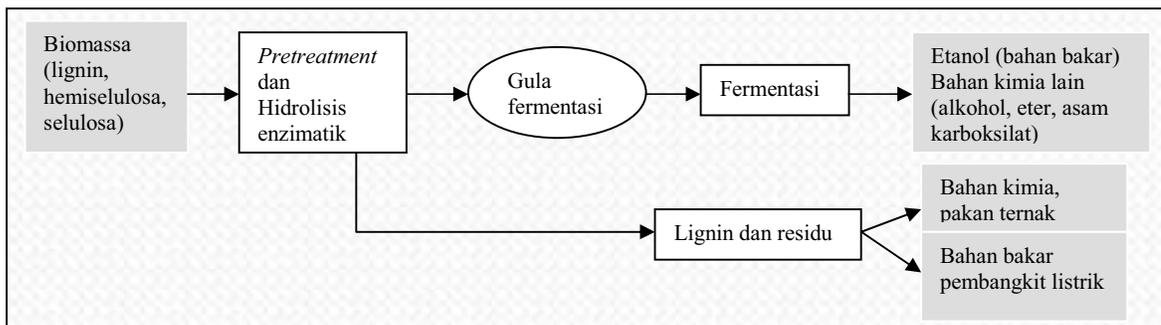 Biomassa
(lignin,
hemiselulosa,
selulosa)
Pretreatment
dan
Hidrolisis
enzimatik
Gula
fermentasi
Fermentasi
Etanol (bahan bakar)
Bahan kimia lain
(alkohol, eter, asam
karboksilat)
Lignin dan residu
Bahan kimia,
pakan ternak
Bahan bakar
pembangkit listrik